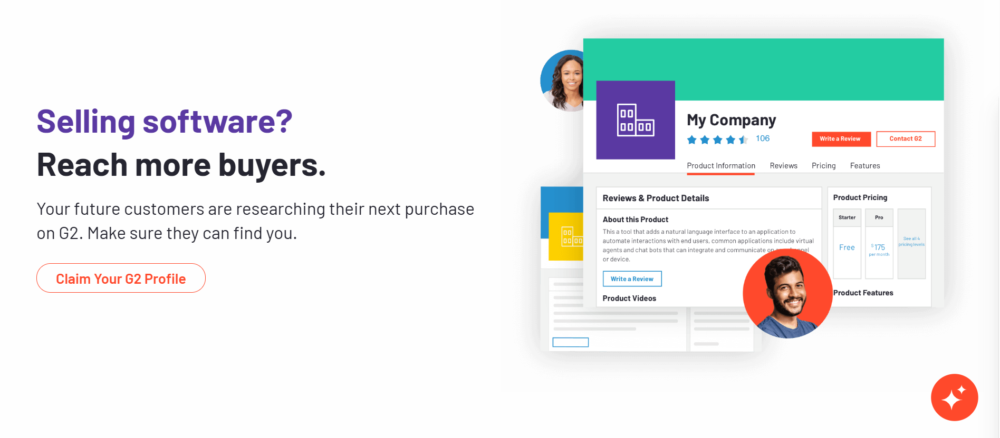 Selling software?
Reach more buyers.
Your future customers are researching their next purchase
on G2. Make sure they can find you.
Claim Your G2 Profile
My Company
106
Write a Review
Contact G2
Product Information
Reviews
Pricing
Features
Reviews & Product Details
About this Product
This a tool that adds a natural language interface to an application to
automate interactions with end users, common applications include virtual
agents and chat bots that can integrate and communicate on
or device.
Write a Review
Product Videos
Product Pricing
Starter
Free
Pro
$175
per month
See all 4
pricing levels
Product Features